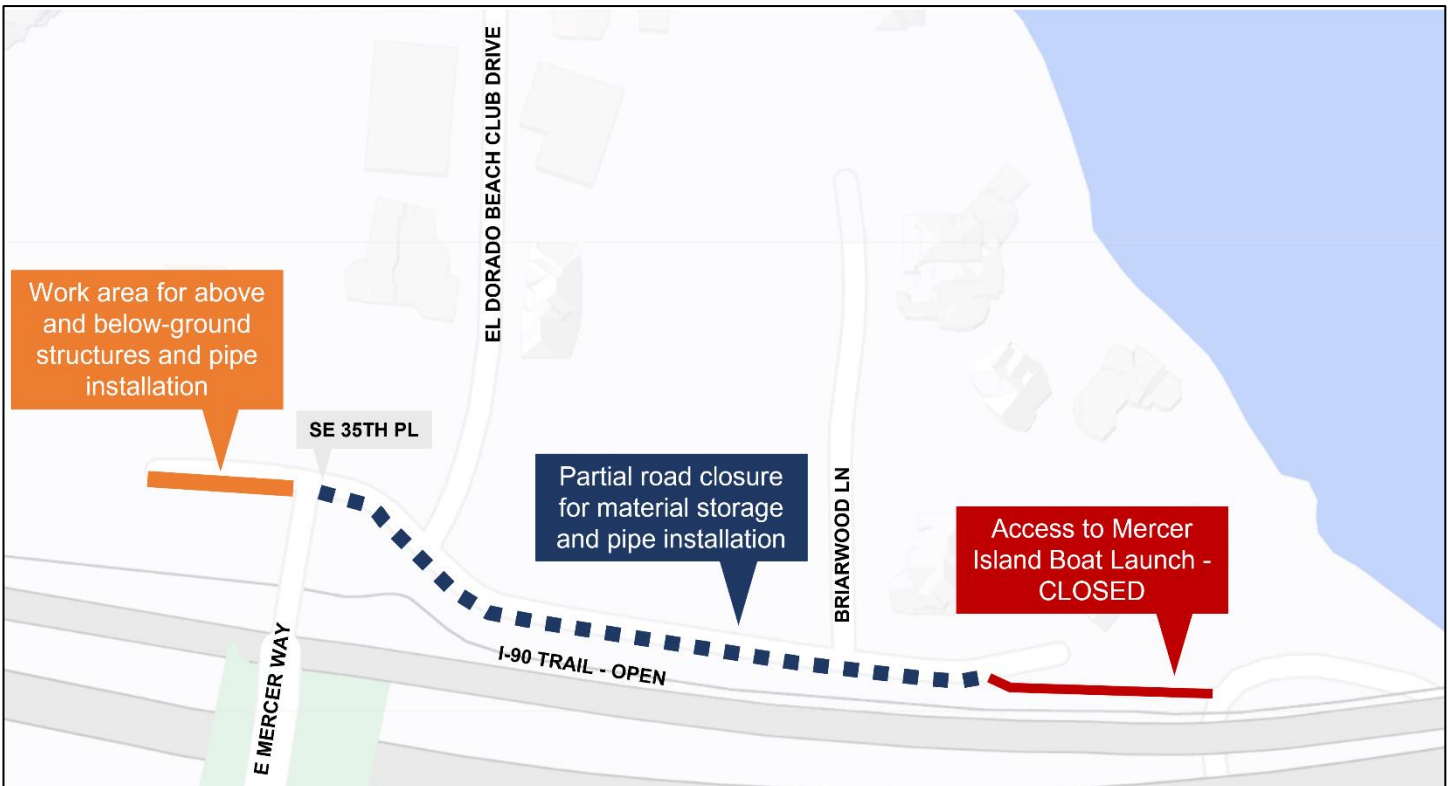 EL DORADO BEACH CLUB DRIVE
Work area for above
and below-ground
structures and pipe
installation
SE 35TH PL
Partial road closure
for material storage
and pipe installation
BRIARWOOD LN
Access to Mercer
Island Boat Launch -
CLOSED
I-90 TRAIL - OPEN
E MERCER WAY